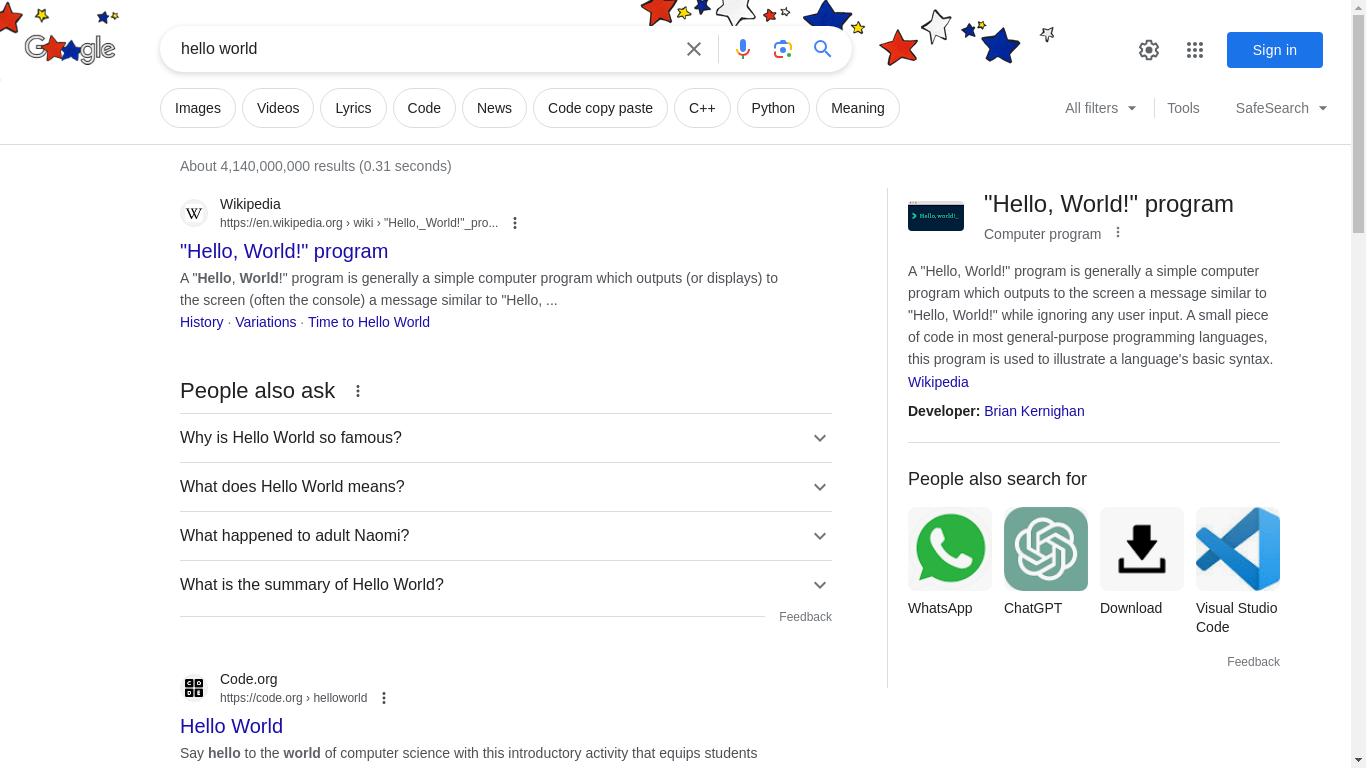 Google
hello world
Sign in
Images
Videos
Lyrics
Code
News
Code copy paste
C++
Python
Meaning
All filters
Tools
SafeSearch
About 4,140,000,000 results (0.31 seconds)
W
Wikipedia
https://en.wikipedia.org › wiki › "Hello,_World!"_pro...
"Hello, World!" program
A "Hello, World!" program is generally a simple computer program which outputs (or displays) to
the screen (often the console) a message similar to "Hello, ...
History · Variations · Time to Hello World
People also ask
Why is Hello World so famous?
What does Hello World means?
What happened to adult Naomi?
What is the summary of Hello World?
Feedback
CODE
Code.org
https://code.org › helloworld
Hello World
Say hello to the world of computer science with this introductory activity that equips students
> Hello, world!_
"Hello, World!" program
Computer program
A "Hello, World!" program is generally a simple computer
program which outputs to the screen a message similar to
"Hello, World!" while ignoring any user input. A small piece
of code in most general-purpose programming languages,
this program is used to illustrate a language's basic syntax.
Wikipedia
Developer: Brian Kernighan
People also search for
WhatsApp
ChatGPT
Download
Visual Studio
Code
Feedback